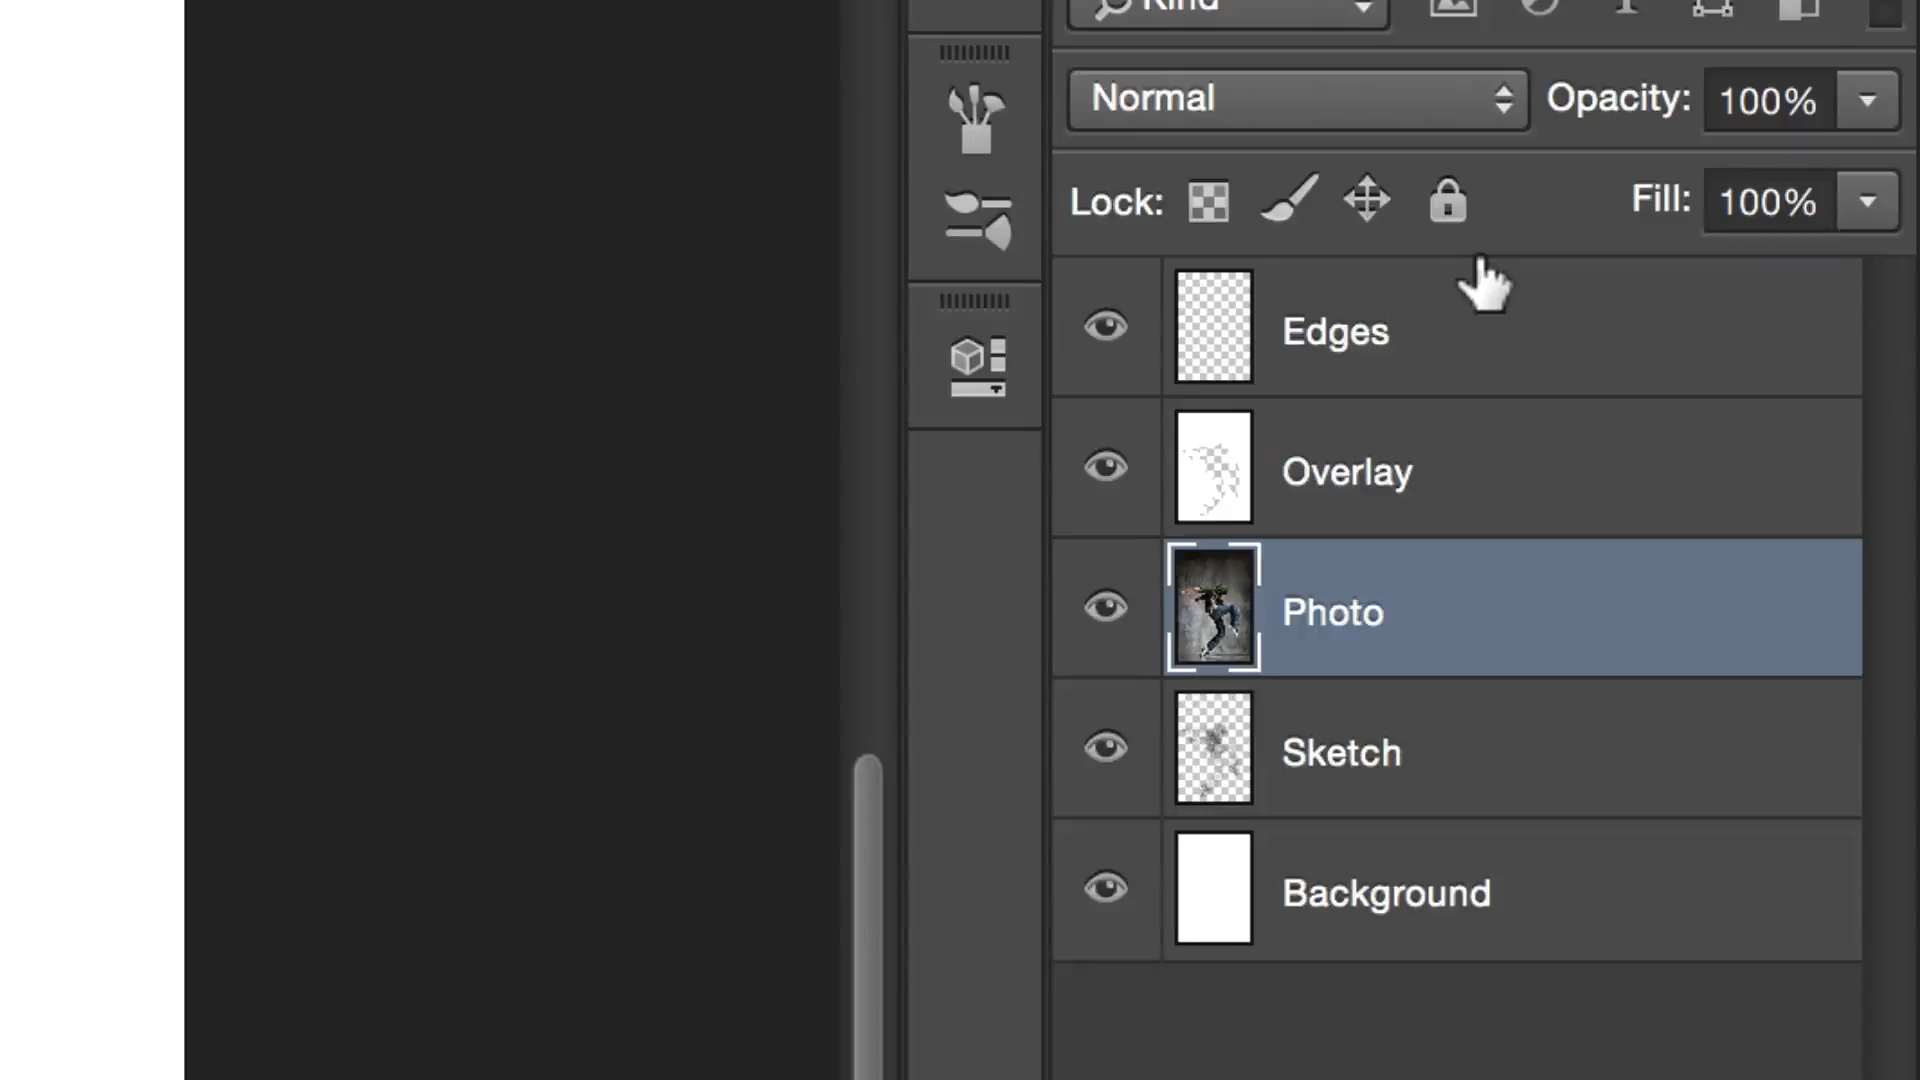 Kind
Normal Opacity: 100%
Lock: Fill: 100%
Edges
Overlay
Photo
Sketch
Background